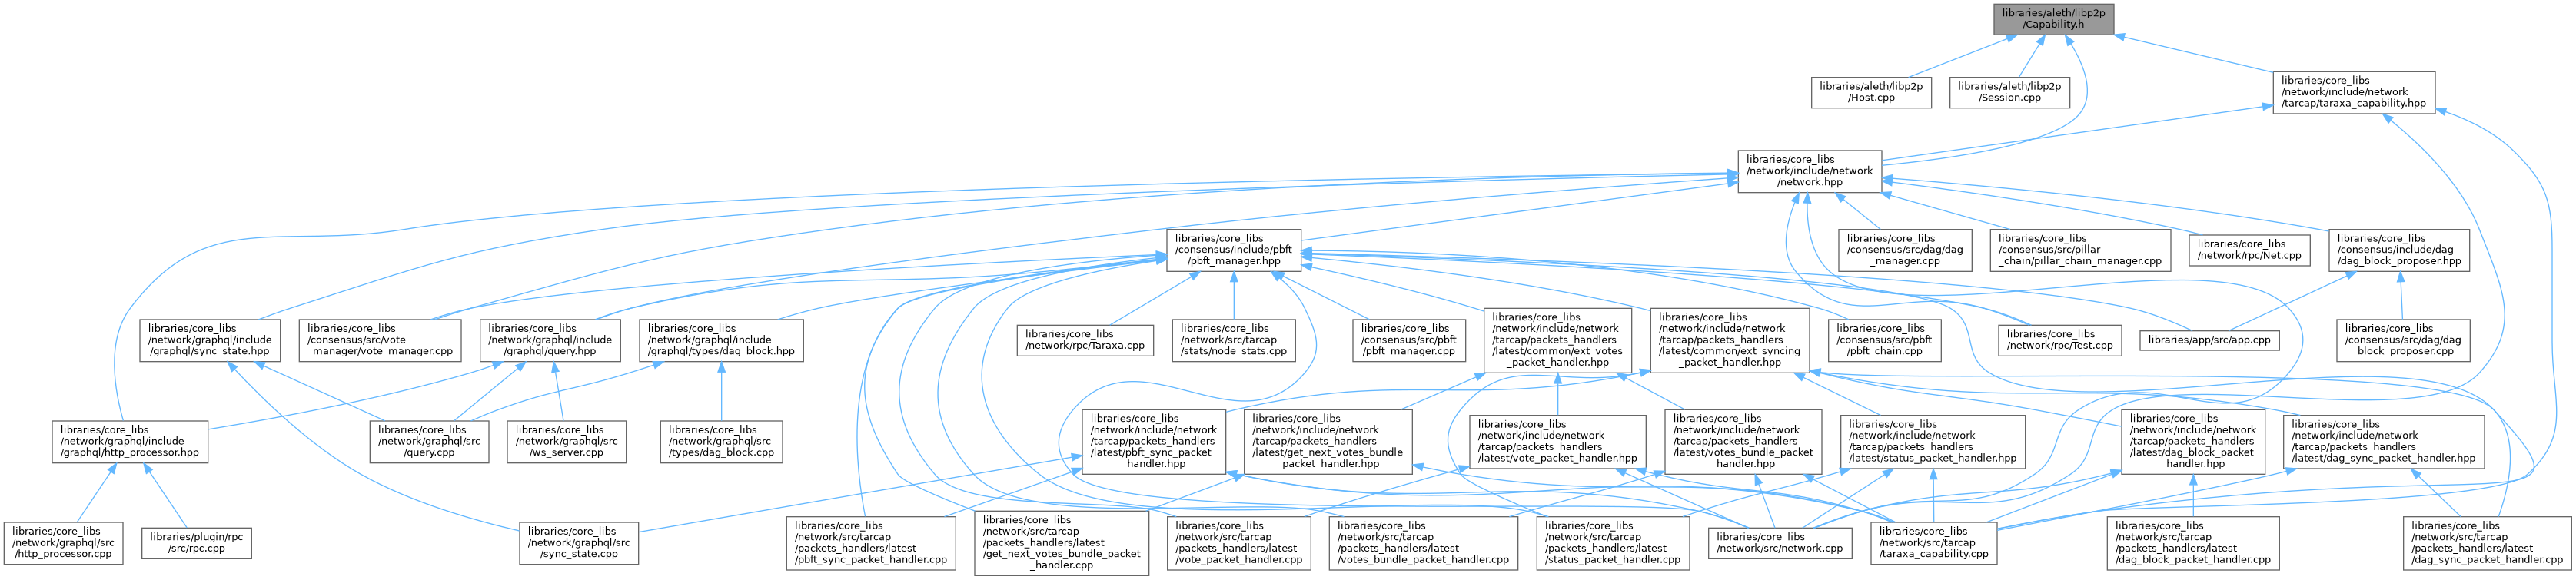 libraries/aleth/libp2p
/Capability.h
libraries/aleth/libp2p
/Host.cpp
libraries/aleth/libp2p
/Session.cpp
libraries/core_libs
/network/include/network
/tarcap/taraxa_capability.hpp
libraries/core_libs
/network/include/network
/network.hpp
libraries/core_libs
/consensus/include/pbft
/pbft_manager.hpp
libraries/core_libs
/consensus/src/dag/dag
_manager.cpp
libraries/core_libs
/consensus/src/pillar
_chain/pillar_chain_manager.cpp
libraries/core_libs
/network/rpc/Net.cpp
libraries/core_libs
/consensus/include/dag
/dag_block_proposer.hpp
libraries/core_libs
/network/graphql/include
/graphql/sync_state.hpp
libraries/core_libs
/consensus/src/vote
_manager/vote_manager.cpp
libraries/core_libs
/network/graphql/include
/graphql/query.hpp
libraries/core_libs
/network/graphql/include
/graphql/types/dag_block.hpp
libraries/core_libs
/network/rpc/Taraxa.cpp
libraries/core_libs
/network/src/tarcap
/stats/node_stats.cpp
libraries/core_libs
/consensus/src/pbft
/pbft_manager.cpp
libraries/core_libs
/network/include/network
/tarcap/packets_handlers
/latest/common/ext_votes
_packet_handler.hpp
libraries/core_libs
/network/include/network
/tarcap/packets_handlers
/latest/common/ext_syncing
_packet_handler.hpp
libraries/core_libs
/consensus/src/pbft
/pbft_chain.cpp
libraries/core_libs
/network/rpc/Test.cpp
libraries/app/src/app.cpp
libraries/core_libs
/consensus/src/dag/dag
_block_proposer.cpp
libraries/core_libs
/network/graphql/include
/graphql/http_processor.hpp
libraries/core_libs
/network/graphql/src
/query.cpp
libraries/core_libs
/network/graphql/src
/ws_server.cpp
libraries/core_libs
/network/graphql/src
/types/dag_block.cpp
libraries/core_libs
/network/include/network
/tarcap/packets_handlers
/latest/pbft_sync_packet
_handler.hpp
libraries/core_libs
/network/include/network
/tarcap/packets_handlers
/latest/get_next_votes_bundle
_packet_handler.hpp
libraries/core_libs
/network/include/network
/tarcap/packets_handlers
/latest/vote_packet_handler.hpp
libraries/core_libs
/network/include/network
/tarcap/packets_handlers
/latest/votes_bundle_packet
_handler.hpp
libraries/core_libs
/network/include/network
/tarcap/packets_handlers
/latest/status_packet_handler.hpp
libraries/core_libs
/network/include/network
/tarcap/packets_handlers
/latest/dag_block_packet
_handler.hpp
libraries/core_libs
/network/include/network
/tarcap/packets_handlers
/latest/dag_sync_packet_handler.hpp
libraries/core_libs
/network/graphql/src
/http_processor.cpp
libraries/plugin/rpc
/src/rpc.cpp
libraries/core_libs
/network/graphql/src
/sync_state.cpp
libraries/core_libs
/network/src/tarcap
/packets_handlers/latest
/pbft_sync_packet_handler.cpp
libraries/core_libs
/network/src/tarcap
/packets_handlers/latest
/get_next_votes_bundle_packet
_handler.cpp
libraries/core_libs
/network/src/tarcap
/packets_handlers/latest
/vote_packet_handler.cpp
libraries/core_libs
/network/src/tarcap
/packets_handlers/latest
/votes_bundle_packet_handler.cpp
libraries/core_libs
/network/src/tarcap
/packets_handlers/latest
/status_packet_handler.cpp
libraries/core_libs
/network/src/network.cpp
libraries/core_libs
/network/src/tarcap
/taraxa_capability.cpp
libraries/core_libs
/network/src/tarcap
/packets_handlers/latest
/dag_block_packet_handler.cpp
libraries/core_libs
/network/src/tarcap
/packets_handlers/latest
/dag_sync_packet_handler.cpp